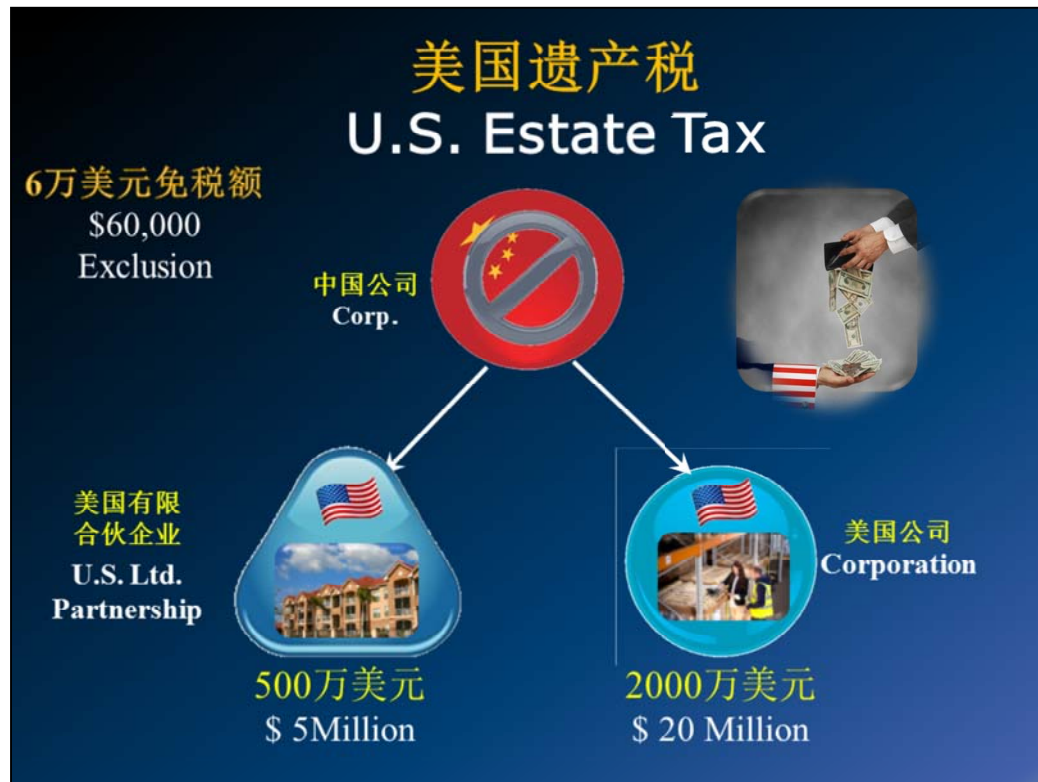 美国遗产税
U.S. Estate Tax
6万美元免税额
$60,000
Exclusion
中国公司
Corp.
美国有限
合伙企业
U.S. Ltd.
Partnership
美国公司
Corporation
500万美元
$ 5Million
2000万美元
$ 20 Million